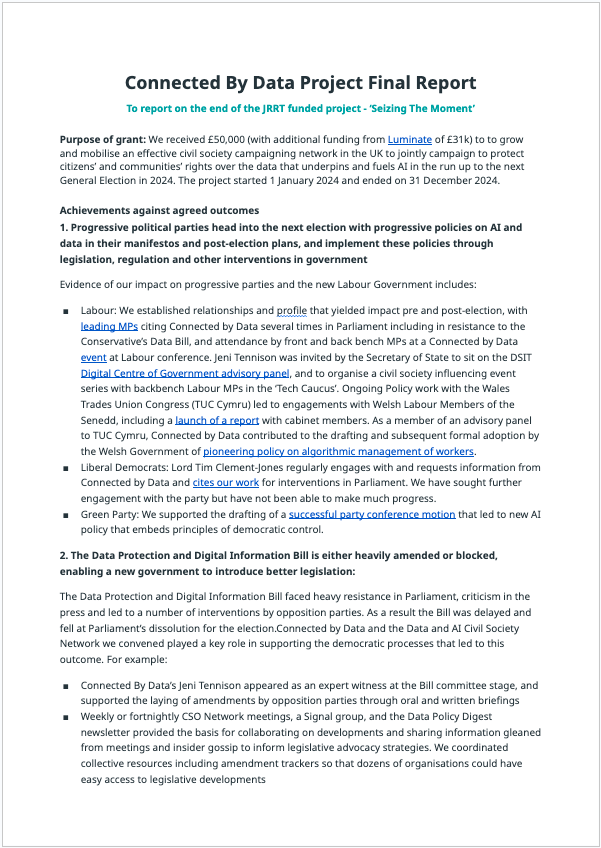 Connected By Data Project Final Report
To report on the end of the JRRT funded project - ‘Seizing The Moment’
Purpose of grant: We received £50,000 (with additional funding from Luminate of £31k) to to grow
and mobilise an effective civil society campaigning network in the UK to jointly campaign to protect
citizens’ and communities’ rights over the data that underpins and fuels AI in the run up to the next
General Election in 2024. The project started 1 January 2024 and ended on 31 December 2024.
Achievements against agreed outcomes
1. Progressive political parties head into the next election with progressive policies on AI and
data in their manifestos and post-election plans, and implement these policies through
legislation, regulation and other interventions in government
Evidence of our impact on progressive parties and the new Labour Government includes:
▪ Labour: We established relationships and profile that yielded impact pre and post-election, with
leading MPs citing Connected by Data several times in Parliament including in resistance to the
Conservative’s Data Bill, and attendance by front and back bench MPs at a Connected by Data
event at Labour conference. Jeni Tennison was invited by the Secretary of State to sit on the DSIT
Digital Centre of Government advisory panel, and to organise a civil society influencing event
series with backbench Labour MPs in the ‘Tech Caucus’. Ongoing Policy work with the Wales
Trades Union Congress (TUC Cymru) led to engagements with Welsh Labour Members of the
Senedd, including a launch of a report with cabinet members. As a member of an advisory panel
to TUC Cymru, Connected by Data contributed to the drafting and subsequent formal adoption by
the Welsh Government of pioneering policy on algorithmic management of workers.
▪ Liberal Democrats: Lord Tim Clement-Jones regularly engages with and requests information from
Connected by Data and cites our work for interventions in Parliament. We have sought further
engagement with the party but have not been able to make much progress.
▪ Green Party: We supported the drafting of a successful party conference motion that led to new AI
policy that embeds principles of democratic control.
2. The Data Protection and Digital Information Bill is either heavily amended or blocked,
enabling a new government to introduce better legislation:
The Data Protection and Digital Information Bill faced heavy resistance in Parliament, criticism in the
press and led to a number of interventions by opposition parties. As a result the Bill was delayed and
fell at Parliament’s dissolution for the election.Connected by Data and the Data and AI Civil Society
Network we convened played a key role in supporting the democratic processes that led to this
outcome. For example:
▪ Connected By Data’s Jeni Tennison appeared as an expert witness at the Bill committee stage, and
supported the laying of amendments by opposition parties through oral and written briefings
▪ Weekly or fortnightly CSO Network meetings, a Signal group, and the Data Policy Digest
newsletter provided the basis for collaborating on developments and sharing information gleaned
from meetings and insider gossip to inform legislative advocacy strategies. We coordinated
collective resources including amendment trackers so that dozens of organisations could have
easy access to legislative developments